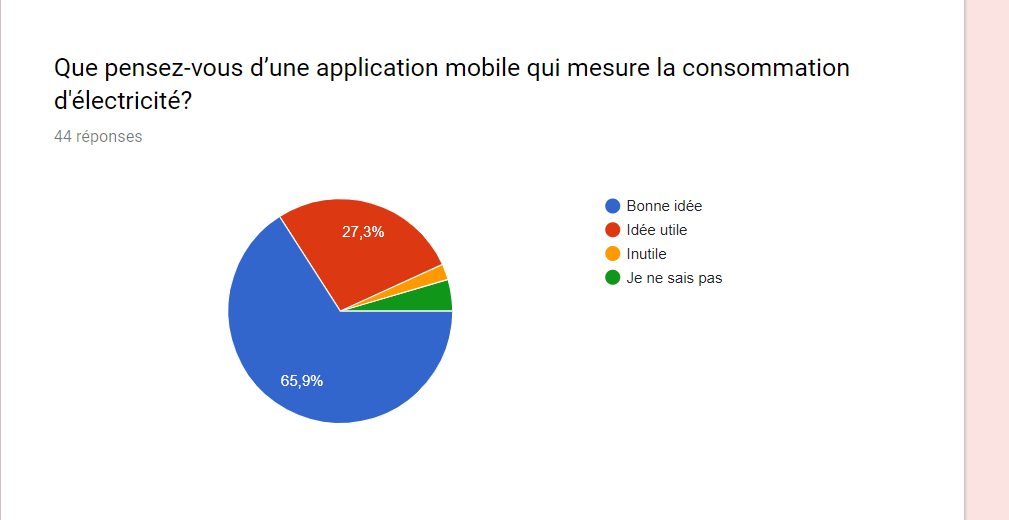 Que pensez-vous d’une application mobile qui mesure la consommation
d'électricité?
44 réponses
27,3%
65,9%
Bonne idée
Idée utile
Inutile
Je ne sais pas